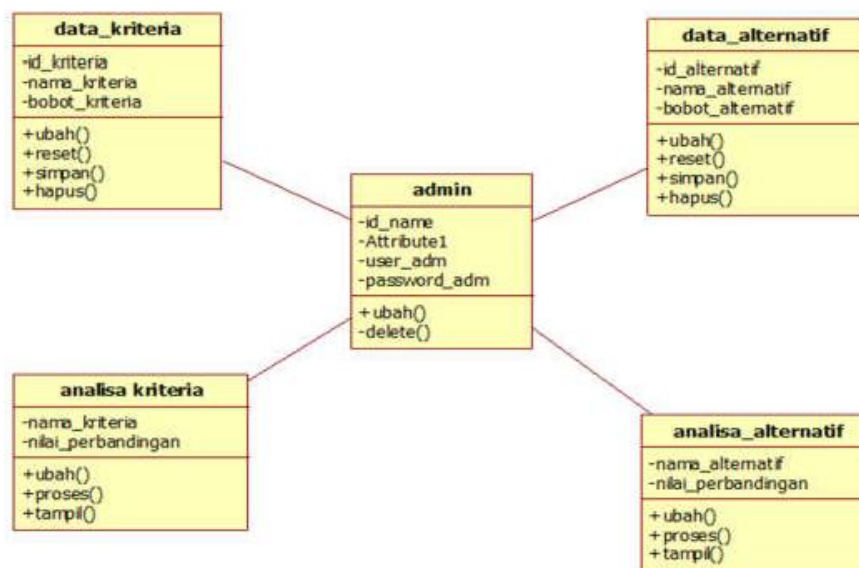 data_kriteria
-id_kriteria
-nama_kriteria
-bobot_kriteria
+ubah()
+reset()
+simpan()
+hapus()
data_alternatif
-id_alternatif
-nama_alternatif
-bobot_alternatif
+ubah()
+reset()
+simpan()
+hapus()
admin
-id_name
-Attribute1
-user_adm
-password_adm
+ubah()
-delete()
analisa kriteria
-nama_kriteria
-nilai_perbandingan
+ubah()
+proses()
+tampil()
analisa_alternatif
-nama_alternatif
-nilai_perbandingan
+ubah()
+proses()
+tampil()